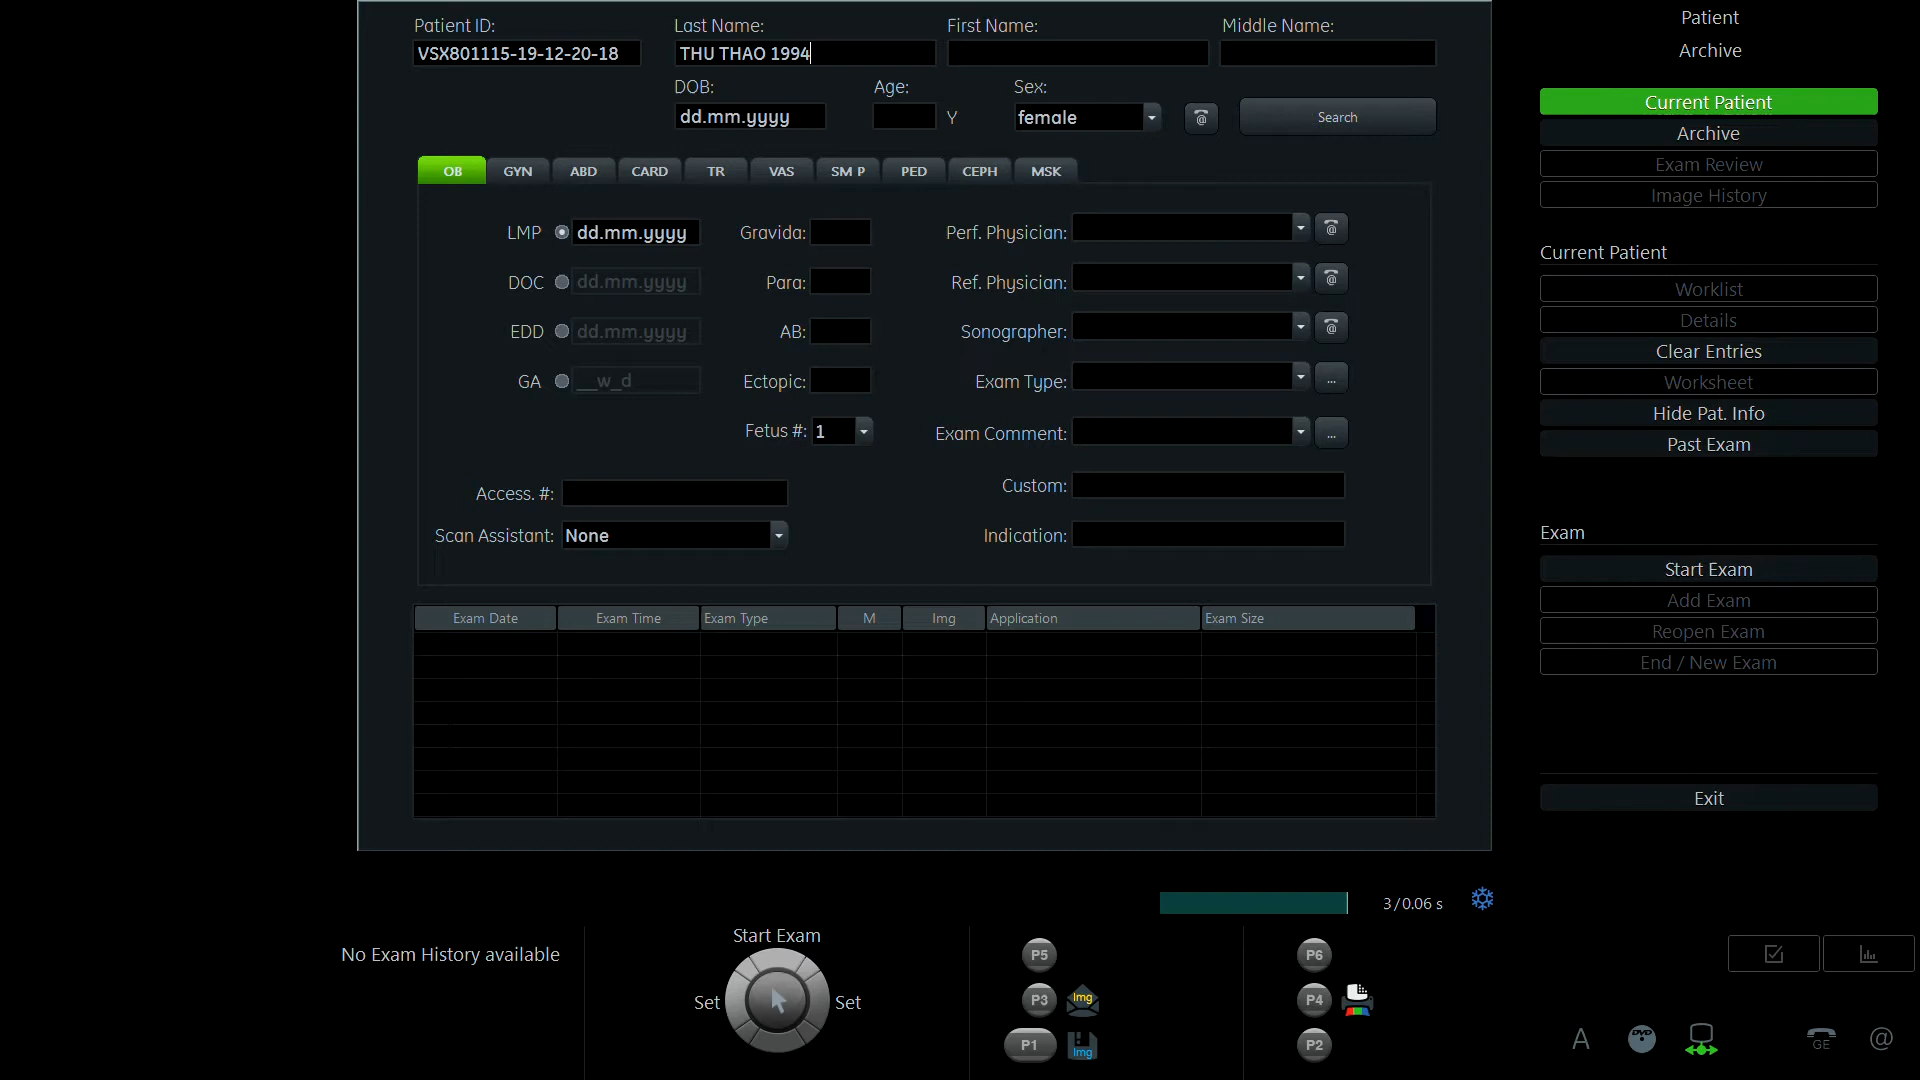 Patient ID: Last Name: First Name: Middle Name:
VSX801115-19-12-20-18 THU THAO 1994
DOB: Age: Sex:
dd.mm.yyyy Y female @ Search
OB GYN ABD CARD TR VAS SM P PED CEPH MSK
LMP dd.mm.yyyy Gravida: Perf. Physician: @
DOC dd.mm.yyyy Para: Ref. Physician: @
EDD dd.mm.yyyy AB: Sonographer: @
GA __w_d Ectopic: Exam Type: ...
Fetus #: 1 Exam Comment: ...
Access. #: Custom:
Scan Assistant: None Indication:
Exam Date Exam Time Exam Type M Img Application Exam Size
Patient
Archive
Current Patient
Archive
Exam Review
Image History
Current Patient
Worklist
Details
Clear Entries
Worksheet
Hide Pat. Info
Past Exam
Exam
Start Exam
Add Exam
Reopen Exam
End / New Exam
Exit
3/0.06 s
No Exam History available
Start Exam
Set Set
P5
P3 Img
P1 Img
P6
P4
P2
A DVD GE @